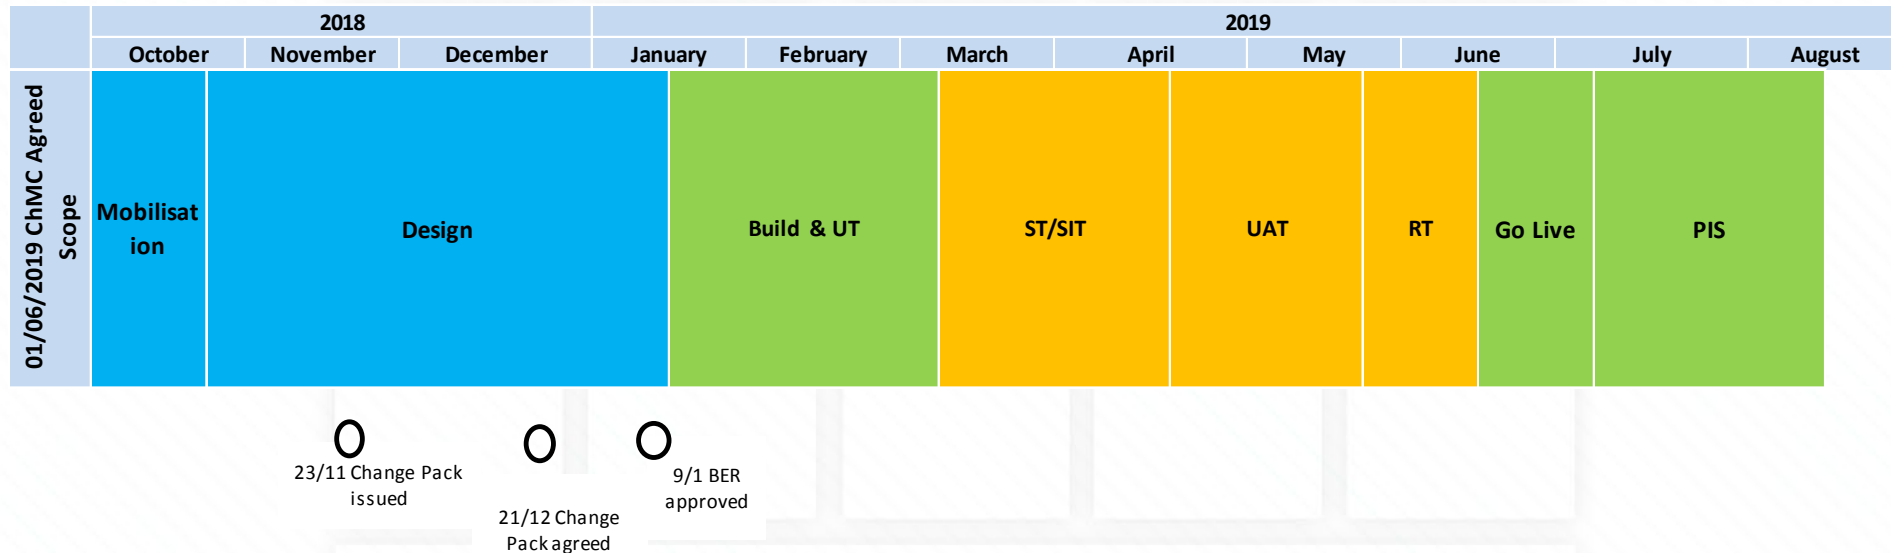 2018
2019
October
November
December
January
February
March
April
May
June
July
August
01/06/2019 ChMC Agreed
Scope
Mobilisat
ion
Design
Build & UT
ST/SIT
UAT
RT
Go Live
PIS
23/11 Change Pack
issued
21/12 Change
Pack agreed
9/1 BER
approved